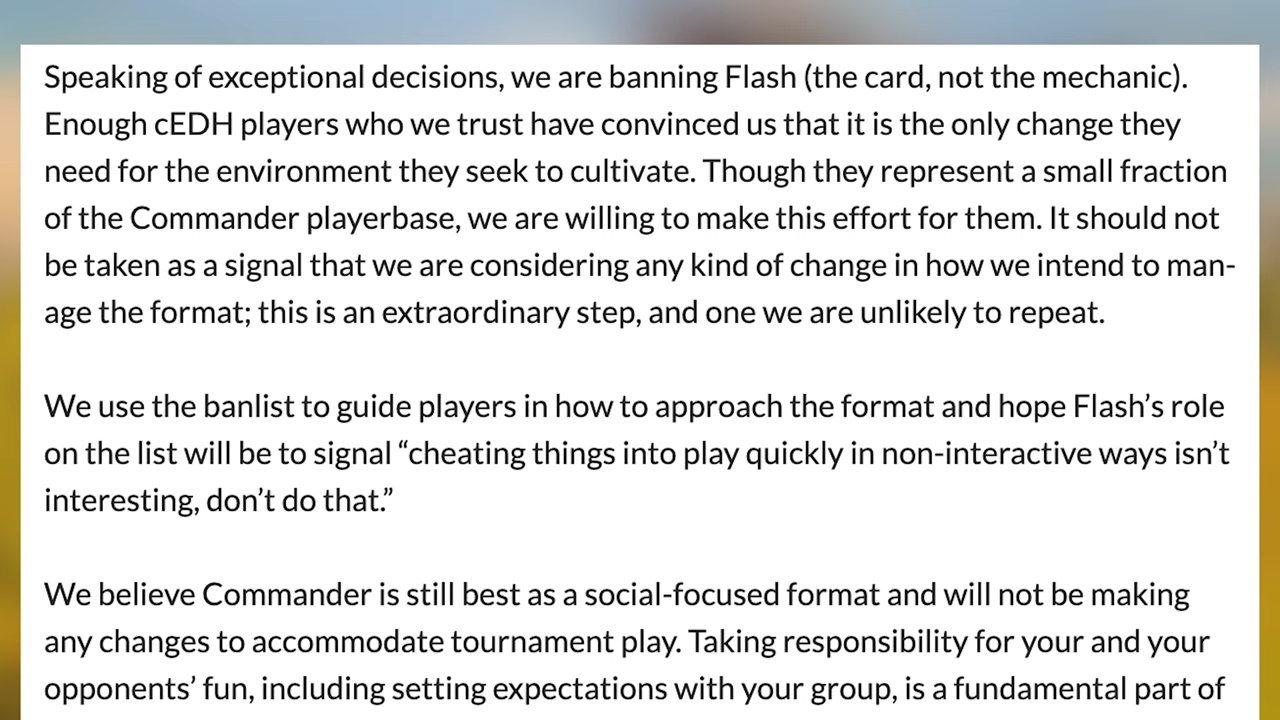 Speaking of exceptional decisions, we are banning Flash (the card, not the mechanic).
Enough cEDH players who we trust have convinced us that it is the only change they
need for the environment they seek to cultivate. Though they represent a small fraction
of the Commander playerbase, we are willing to make this effort for them. It should not
be taken as a signal that we are considering any kind of change in how we intend to man-
age the format; this is an extraordinary step, and one we are unlikely to repeat.
We use the banlist to guide players in how to approach the format and hope Flash’s role
on the list will be to signal “cheating things into play quickly in non-interactive ways isn’t
interesting, don’t do that.”
We believe Commander is still best as a social-focused format and will not be making
any changes to accommodate tournament play. Taking responsibility for your and your
opponents’ fun, including setting expectations with your group, is a fundamental part of